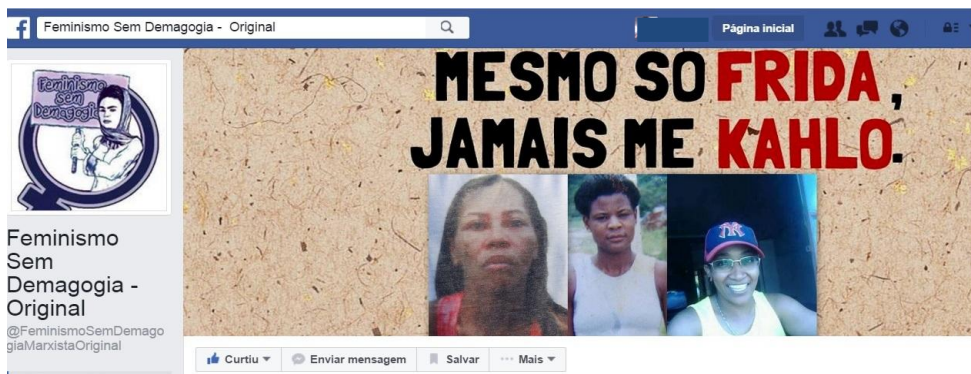 Feminismo Sem Demagogia - Original
Página inicial
MESMO SO FRIDA,
JAMAIS ME KAHLO.
Feminismo
Sem
Demagogia
Feminismo
Sem
Demagogia -
Original
@FeminismoSemDemago
giaMarxistaOriginal
Curtiu
Enviar mensagem
Salvar
Mais